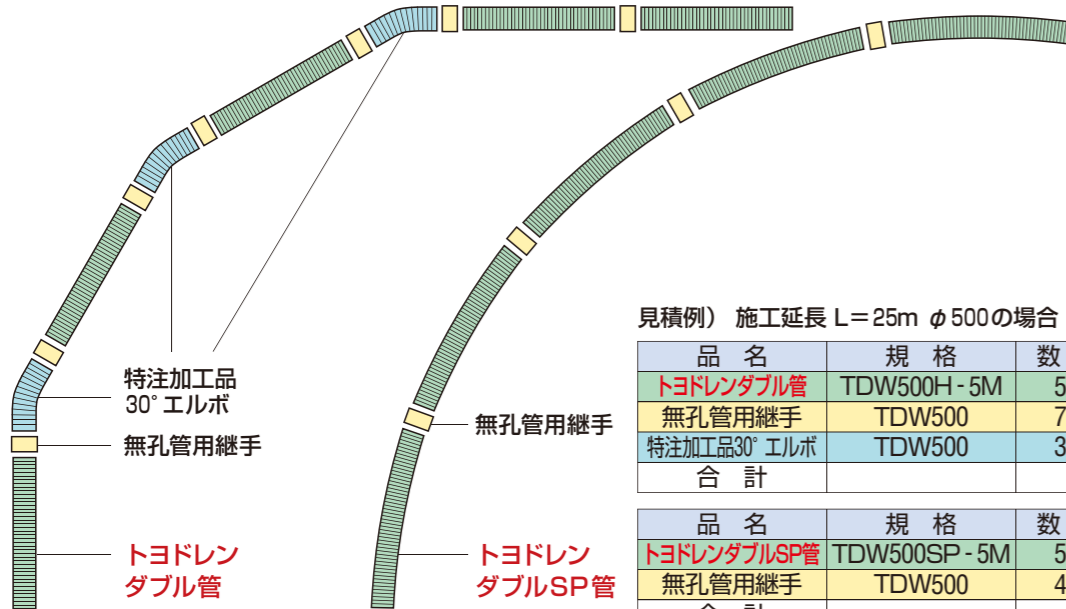 特注加工品
30°エルボ
無孔管用継手
トヨドレン
ダブル管
無孔管用継手
トヨドレン
ダブルSP管
見積例) 施工延長 L=25m φ500の場合
品 名 規 格 数
トヨドレンダブル管 TDW500H-5M 5
無孔管用継手 TDW500 7
特注加工品30°エルボ TDW500 3
合 計
品 名 規 格 数
トヨドレンダブルSP管 TDW500SP-5M 5
無孔管用継手 TDW500 4
合 計